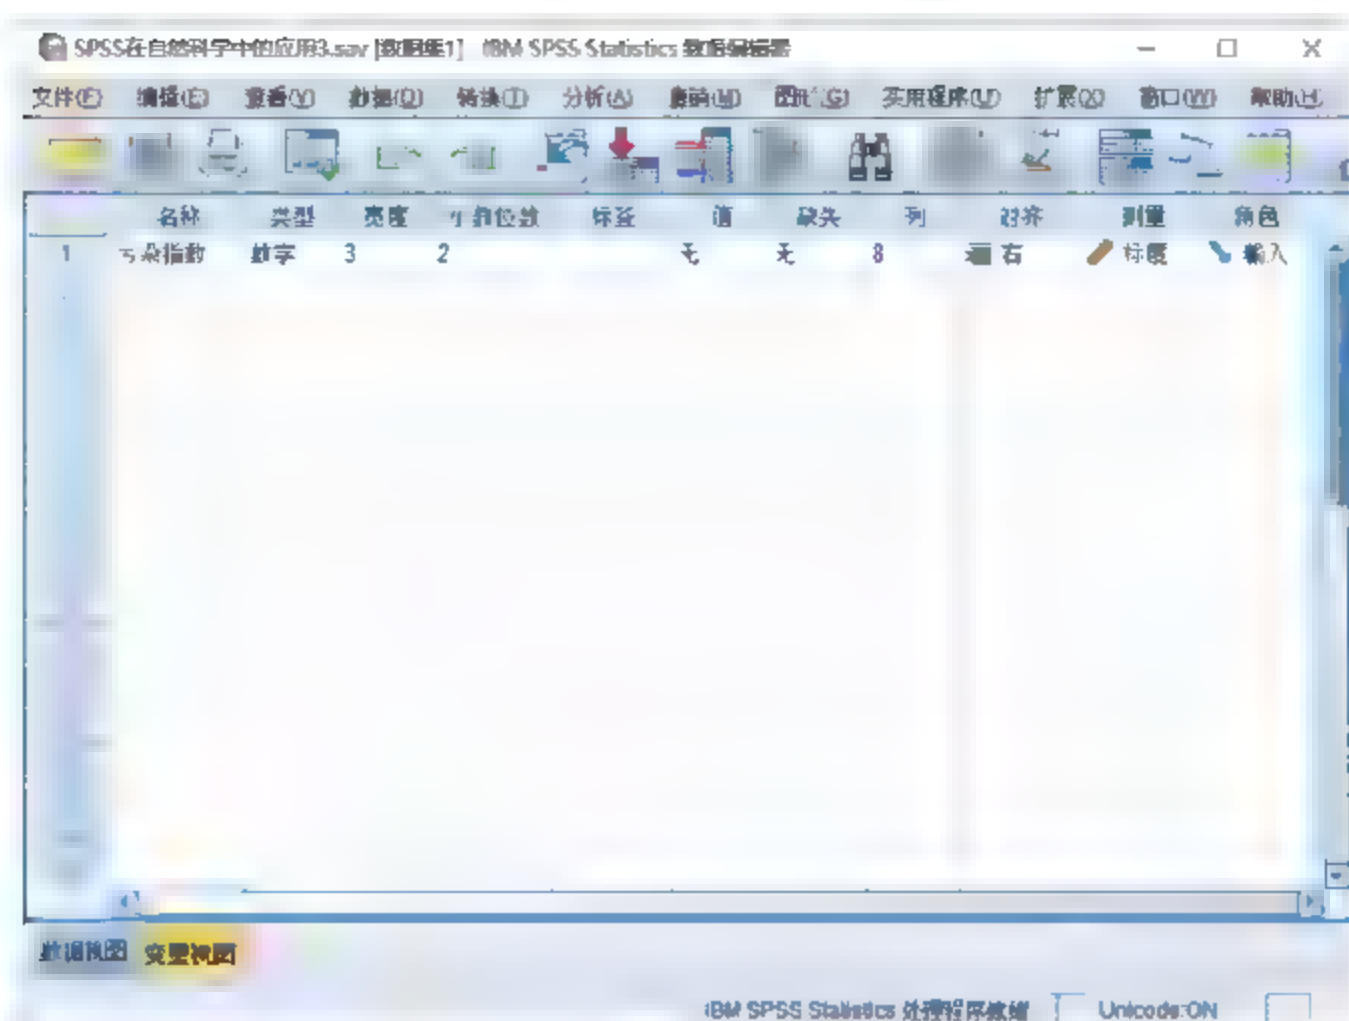 SPSS在自然科学中的应用3.sav [数据集1] - IBM SPSS Statistics 数据编辑器
文件(F) 编辑(E) 查看(V) 数据(D) 转换(T) 分析(A) 直销(M) 图形(G) 实用程序(U) 扩展(X) 窗口(W) 帮助(H)
名称 类型 宽度 小数位数 标签 值 缺失 列 对齐 测量 角色
1 污染指数 数字 3 2 无 无 8 右 标度 输入
数据视图 变量视图
IBM SPSS Statistics 处理程序就绪 Unicode:ON